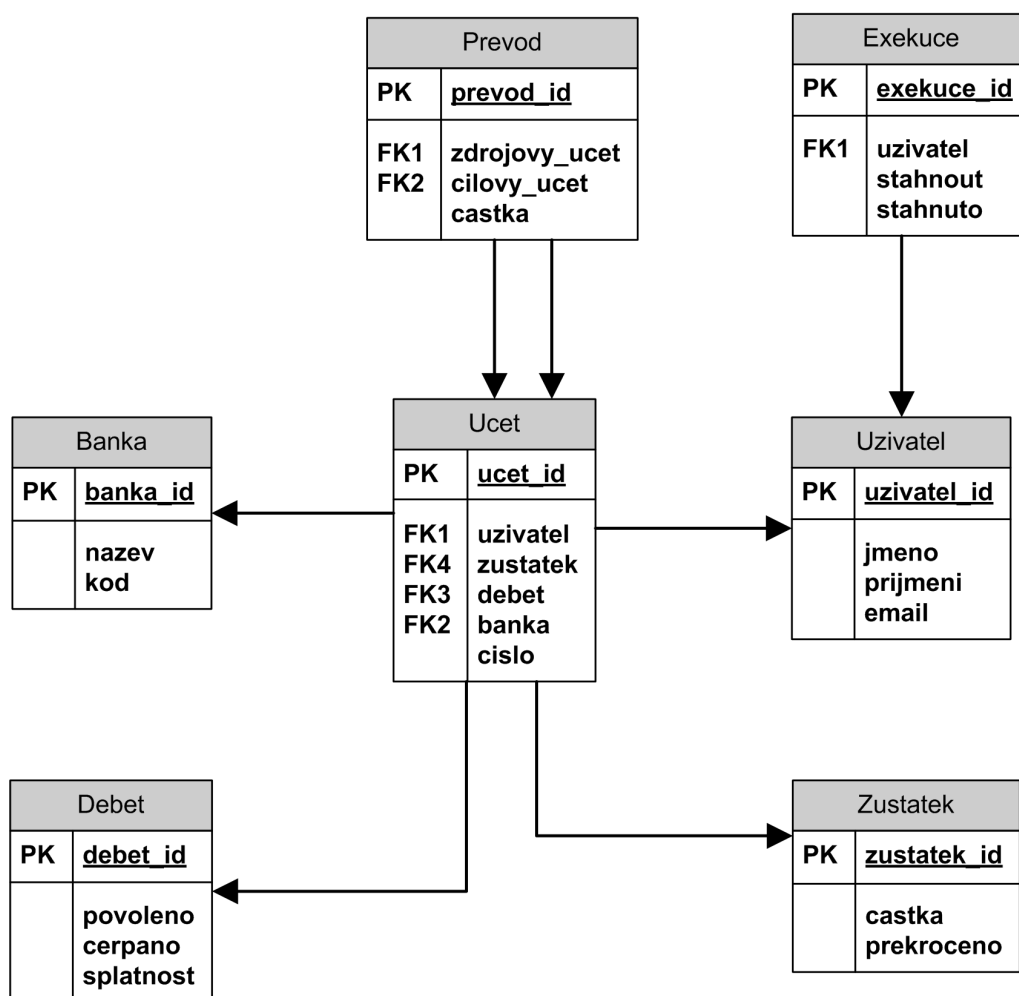 Prevod
PK prevod_id
FK1 zdrojovy_ucet
FK2 cilovy_ucet
castka
Exekuce
PK exekuce_id
FK1 uzivatel
stahnout
stahnuto
Banka
PK banka_id
nazev
kod
Ucet
PK ucet_id
FK1 uzivatel
FK4 zustatek
FK3 debet
FK2 banka
cislo
Uzivatel
PK uzivatel_id
jmeno
prijmeni
email
Debet
PK debet_id
povoleno
cerpano
splatnost
Zustatek
PK zustatek_id
castka
prekroceno